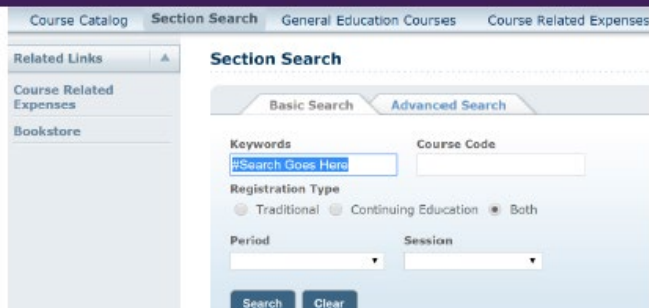 Course Catalog Section Search General Education Courses Course Related Expenses
Related Links
Section Search
Course Related
Expenses
Bookstore
Basic Search Advanced Search
Keywords Course Code
#Search Goes Here
Registration Type
Traditional Continuing Education Both
Period Session
Search Clear